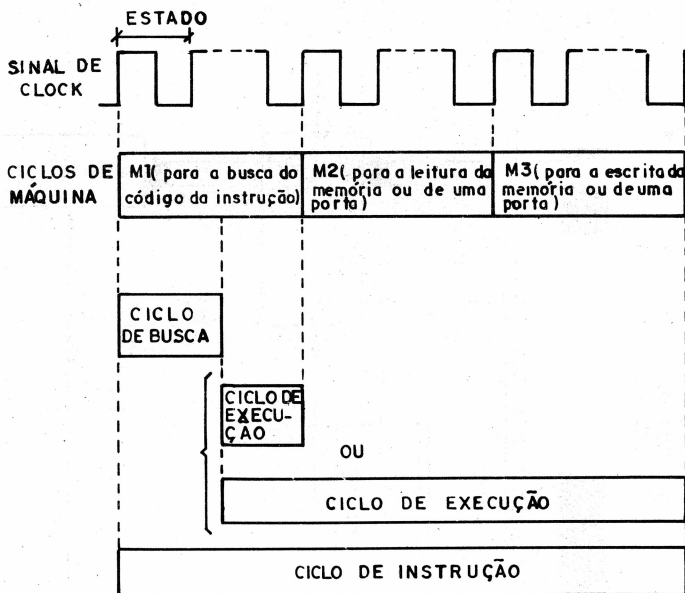 ESTADO
SINAL DE
CLOCK
CICLOS DE
MÁQUINA
M1( para a busca do
código da instrução)
M2( para a leitura da
memória ou de uma
porta)
M3( para a escrita da
memória ou de uma
porta)
CICLO
DE BUSCA
CICLO DE
EXECU-
ÇÃO
OU
CICLO DE EXECUÇÃO
CICLO DE INSTRUÇÃO